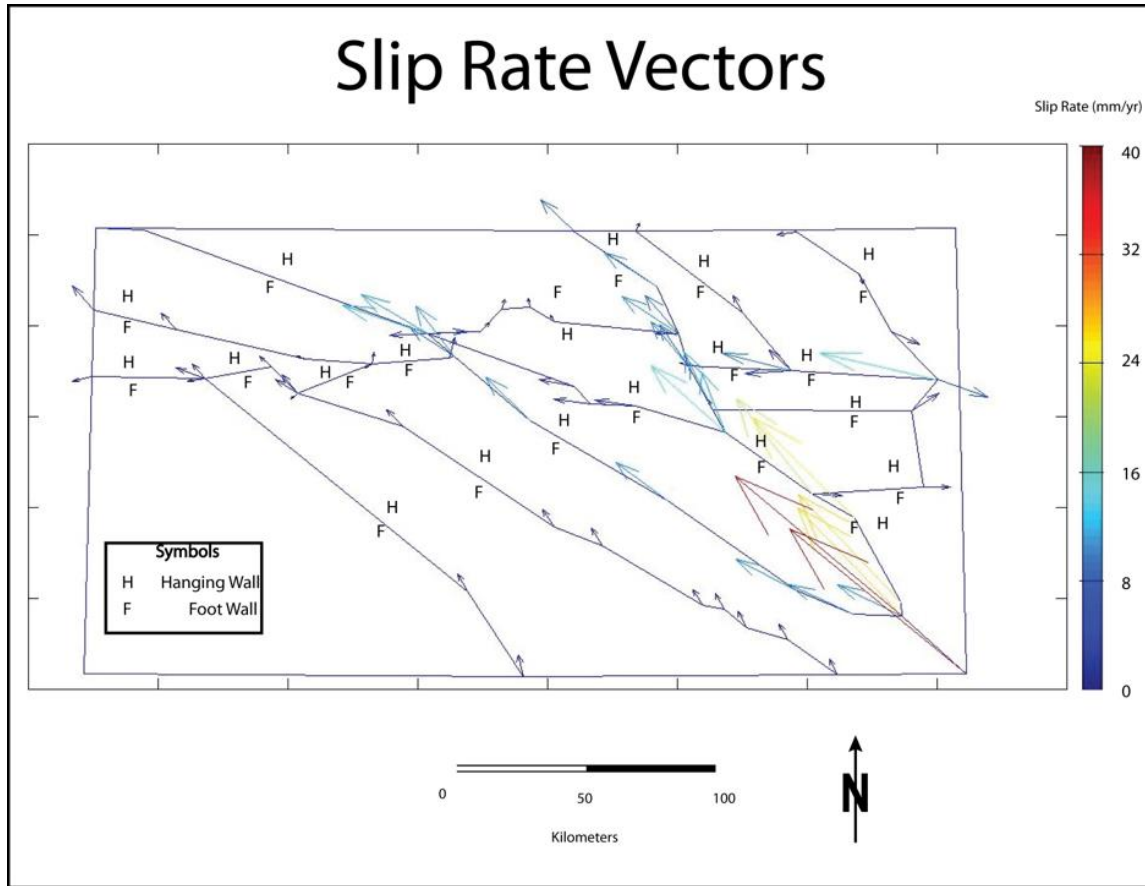 Slip Rate Vectors
Slip Rate (mm/yr)
40
32
24
16
8
0
H
F
H
F
H
F
H
F
H
F
H
F
H
F
F
H
H
F
H
F
H
F
H
F
H
F
H
F
H
F
H
F
H
F
H
F
H
F
H
F
H
F
Symbols
H Hanging Wall
F Foot Wall
0 50 100
Kilometers
N